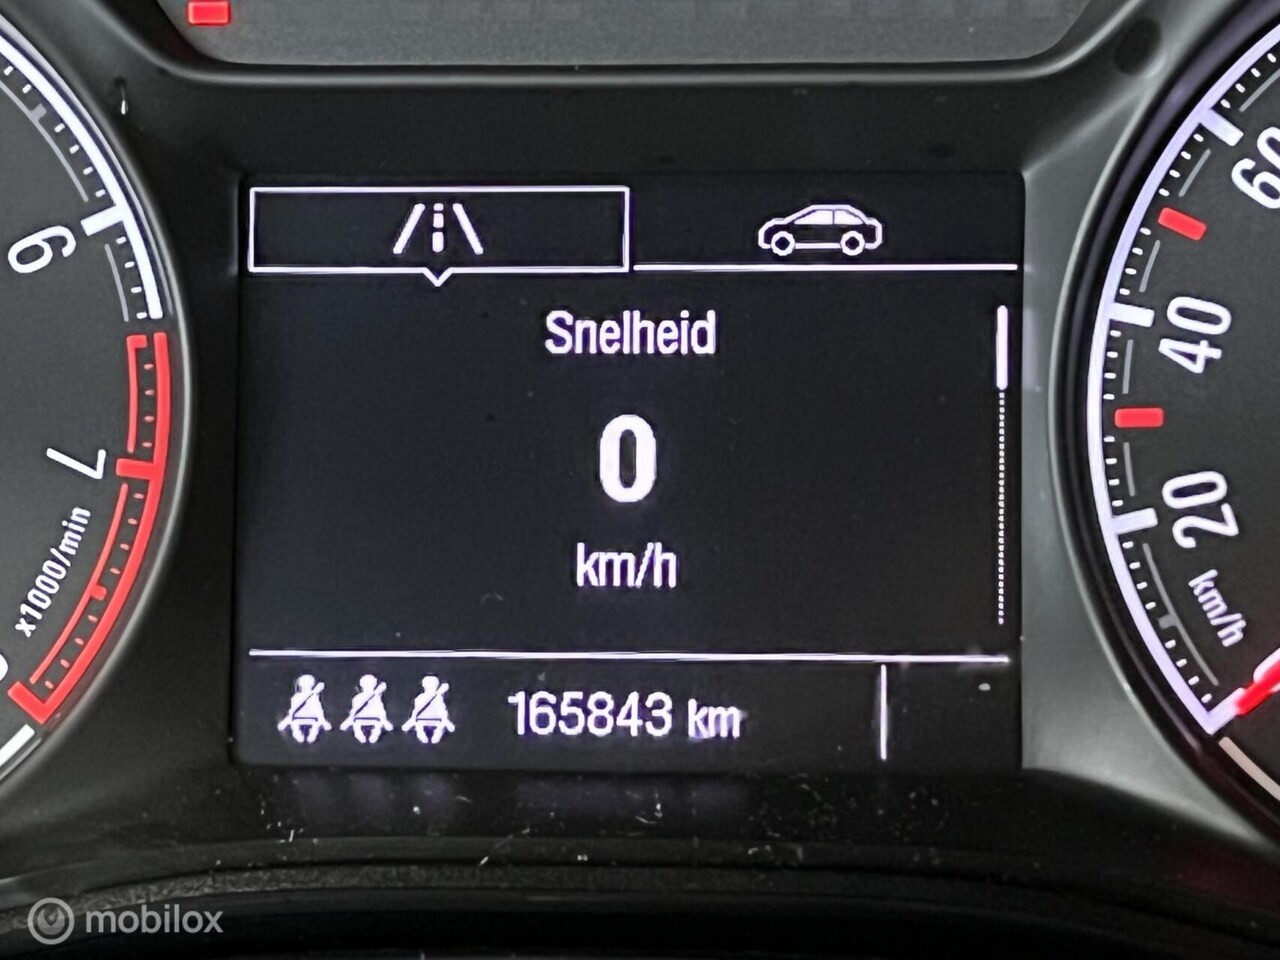 Snelheid
0
km/h
165843 km
6
7
x1000/min
60
40
20
km/h
mobilox